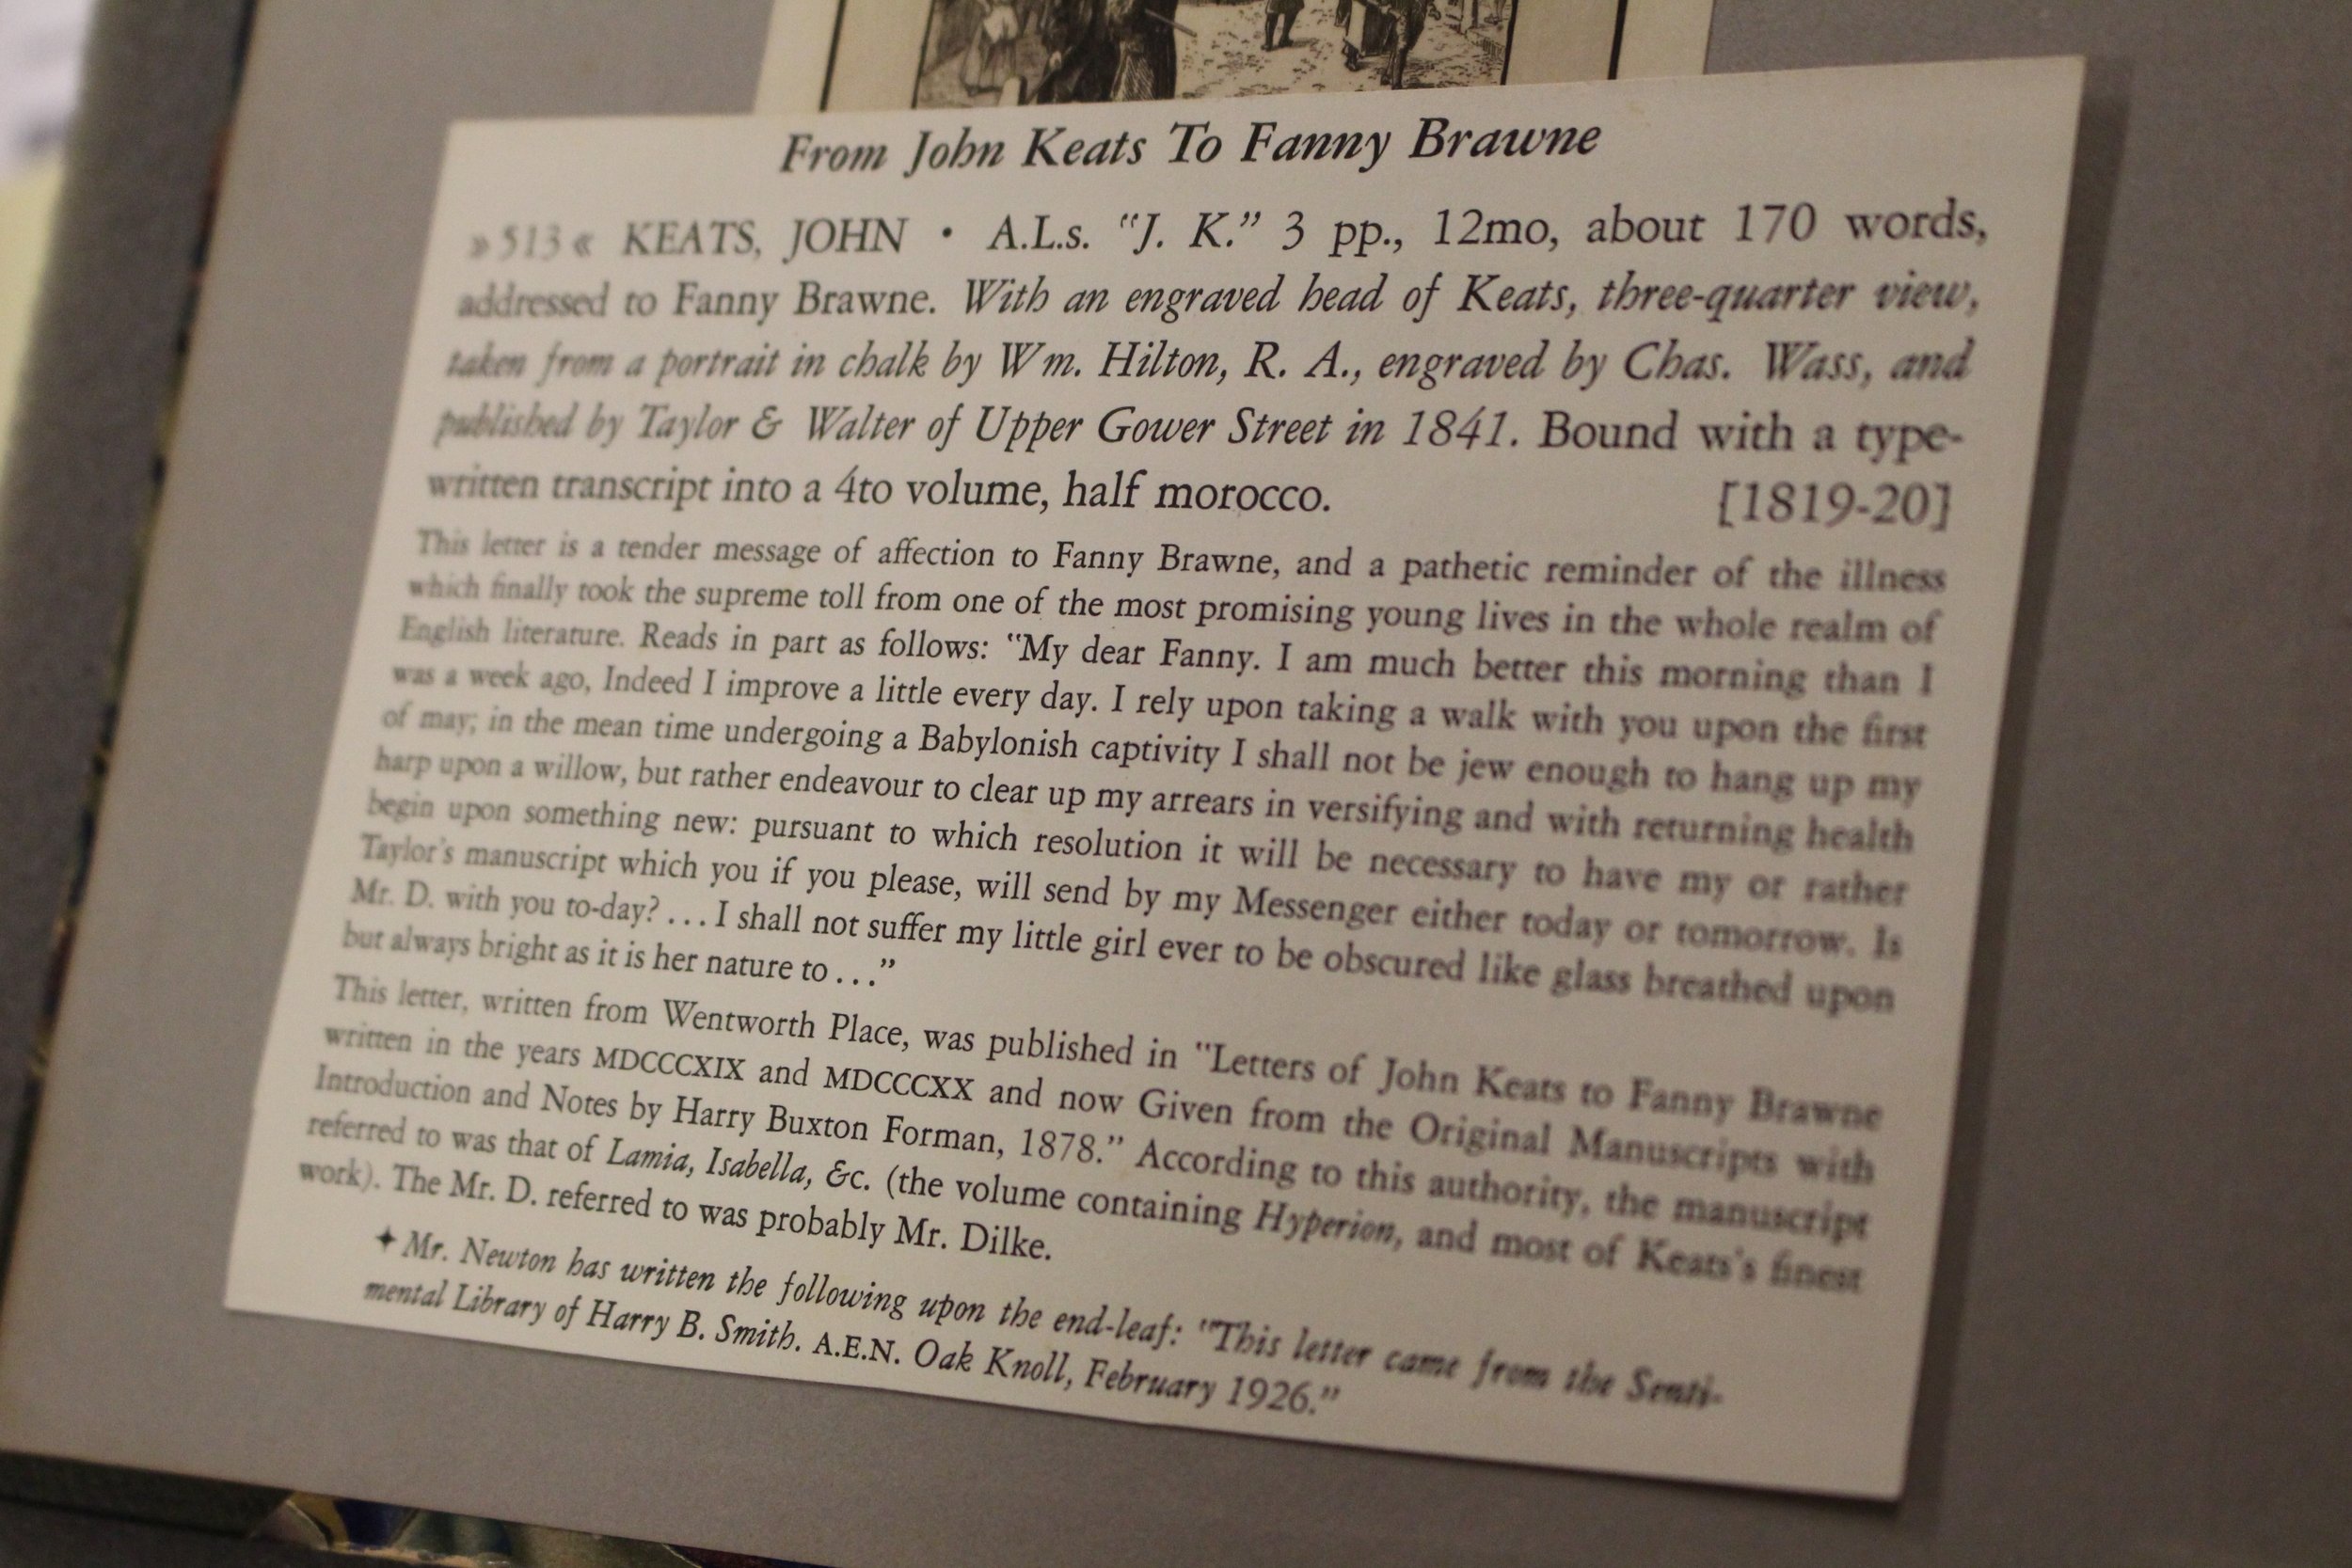 From John Keats To Fanny Brawne
»513« KEATS, JOHN • A.L.s. "J. K." 3 pp., 12mo, about 170 words,
addressed to Fanny Brawne. With an engraved head of Keats, three-quarter view,
taken from a portrait in chalk by Wm. Hilton, R. A., engraved by Chas. Wass, and
published by Taylor & Walter of Upper Gower Street in 1841. Bound with a type-
written transcript into a 4to volume, half morocco. [1819-20]
This letter is a tender message of affection to Fanny Brawne, and a pathetic reminder of the illness
which finally took the supreme toll from one of the most promising young lives in the whole realm of
English literature. Reads in part as follows: "My dear Fanny. I am much better this morning than I
was a week ago, Indeed I improve a little every day. I rely upon taking a walk with you upon the first
of may; in the mean time undergoing a Babylonish captivity I shall not be jew enough to hang up my
harp upon a willow, but rather endeavour to clear up my arrears in versifying and with returning health
begin upon something new: pursuant to which resolution it will be necessary to have my or rather
Taylor's manuscript which you if you please, will send by my Messenger either today or tomorrow. Is
Mr. D. with you to-day? . . . I shall not suffer my little girl ever to be obscured like glass breathed upon
but always bright as it is her nature to . . ."
This letter, written from Wentworth Place, was published in "Letters of John Keats to Fanny Brawne
written in the years MDCCCXIX and MDCCCXX and now Given from the Original Manuscripts with
Introduction and Notes by Harry Buxton Forman, 1878." According to this authority, the manuscript
referred to was that of Lamia, Isabella, &c. (the volume containing Hyperion, and most of Keats's finest
work). The Mr. D. referred to was probably Mr. Dilke.
✦ Mr. Newton has written the following upon the end-leaf: "This letter came from the Senti-
mental Library of Harry B. Smith. A.E.N. Oak Knoll, February 1926."